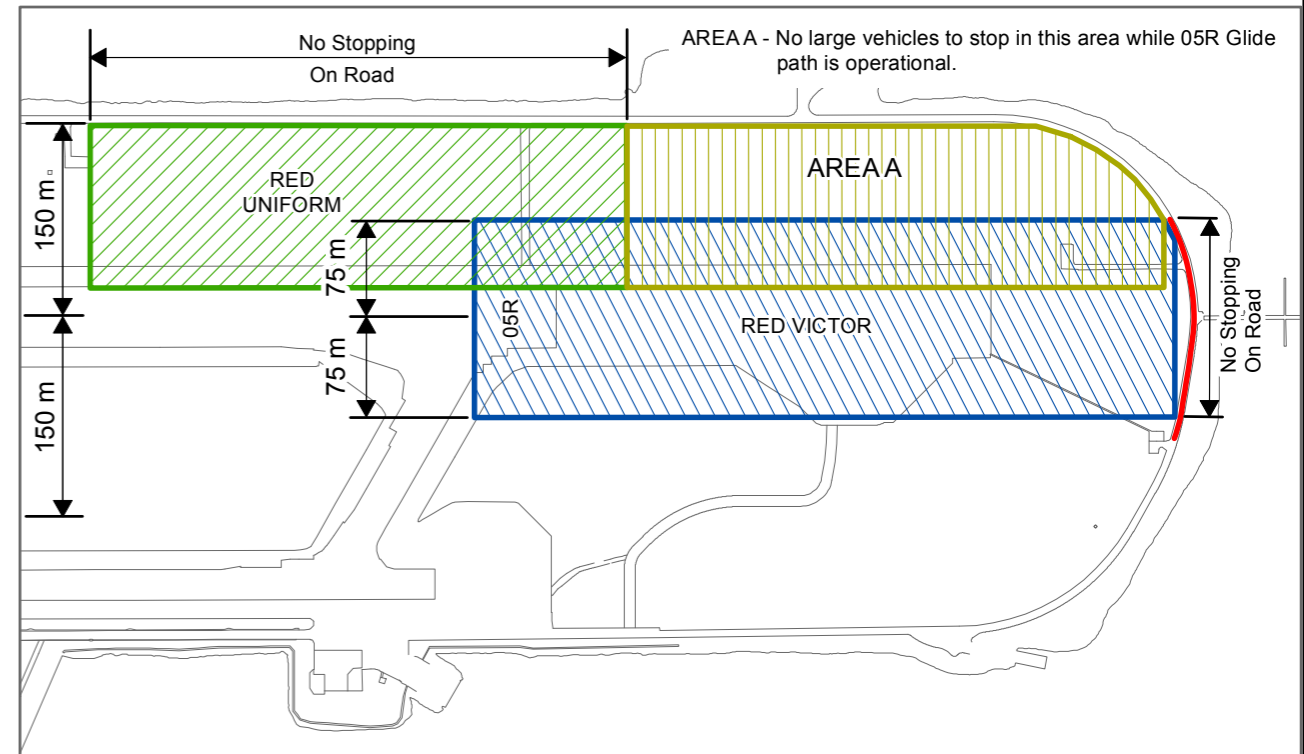 No Stopping
On Road
AREA A - No large vehicles to stop in this area while 05R Glide
path is operational.
RED
UNIFORM
AREA A
150 m
75 m
05R
RED VICTOR
75 m
150 m
No Stopping
On Road